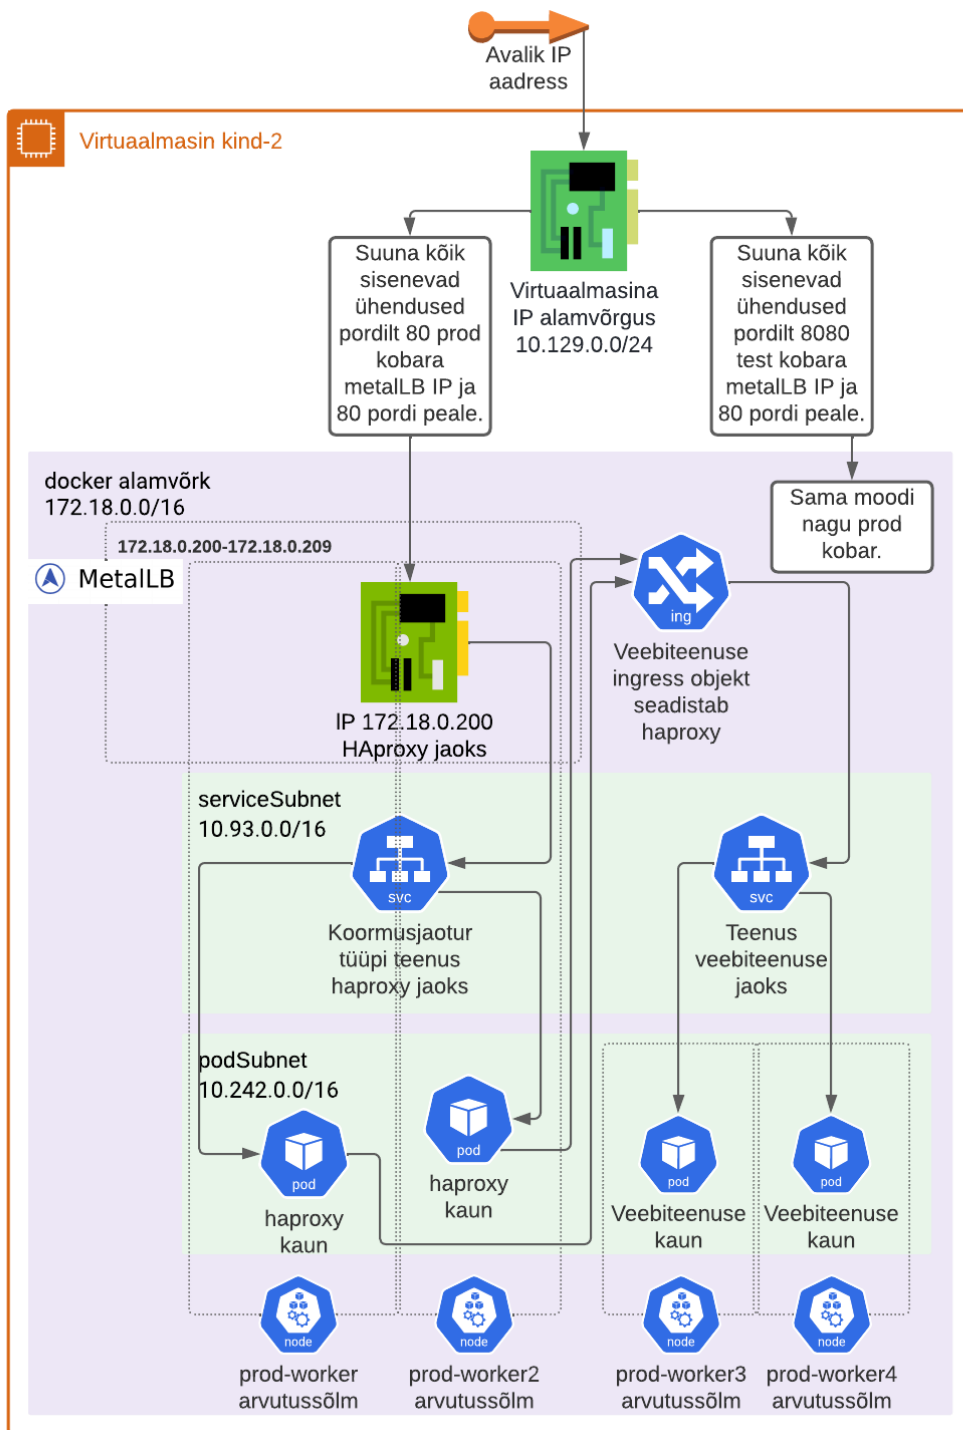 Avalik IP
aadress
Virtuaalmasin kind-2
Virtuaalmasina
IP alamvõrgus
10.129.0.0/24
Suuna kõik
sisenevad
ühendused
pordilt 80 prod
kobara
metalLB IP ja
80 pordi peale.
Suuna kõik
sisenevad
ühendused
pordilt 8080
test kobara
metalLB IP ja
80 pordi peale.
docker alamvõrk
172.18.0.0/16
Sama moodi
nagu prod
kobar.
172.18.0.200-172.18.0.209
MetalLB
IP 172.18.0.200
HAproxy jaoks
ing
Veebiteenuse
ingress objekt
seadistab
haproxy
serviceSubnet
10.93.0.0/16
svc
Koormusjaotur
tüüpi teenus
haproxy jaoks
svc
Teenus
veebiteenuse
jaoks
podSubnet
10.242.0.0/16
pod
haproxy
kaun
pod
haproxy
kaun
pod
Veebiteenuse
kaun
pod
Veebiteenuse
kaun
node
prod-worker
arvutussõlm
node
prod-worker2
arvutussõlm
node
prod-worker3
arvutussõlm
node
prod-worker4
arvutussõlm